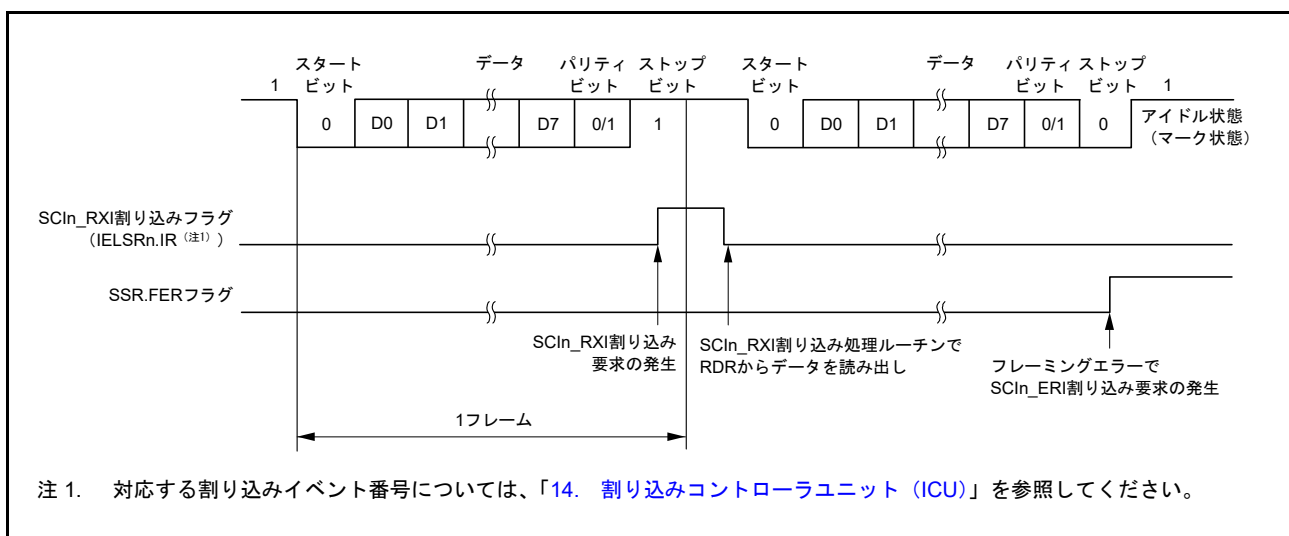 スタート データ パリティ ストップ スタート データ パリティ ストップ
1 ビット ビット ビット ビット ビット ビット 1
0 D0 D1 D7 0/1 1 0 D0 D1 D7 0/1 0 アイドル状態
（マーク状態）
SCIn_RXI割り込みフラグ
（IELSRn.IR（注1））
SSR.FERフラグ
SCIn_RXI割り込み
要求の発生
SCIn_RXI割り込み処理ルーチンで
RDRからデータを読み出し
フレーミングエラーで
SCIn_ERI割り込み要求の発生
1フレーム
注 1. 対応する割り込みイベント番号については、「14. 割り込みコントローラユニット（ICU）」を参照してください。